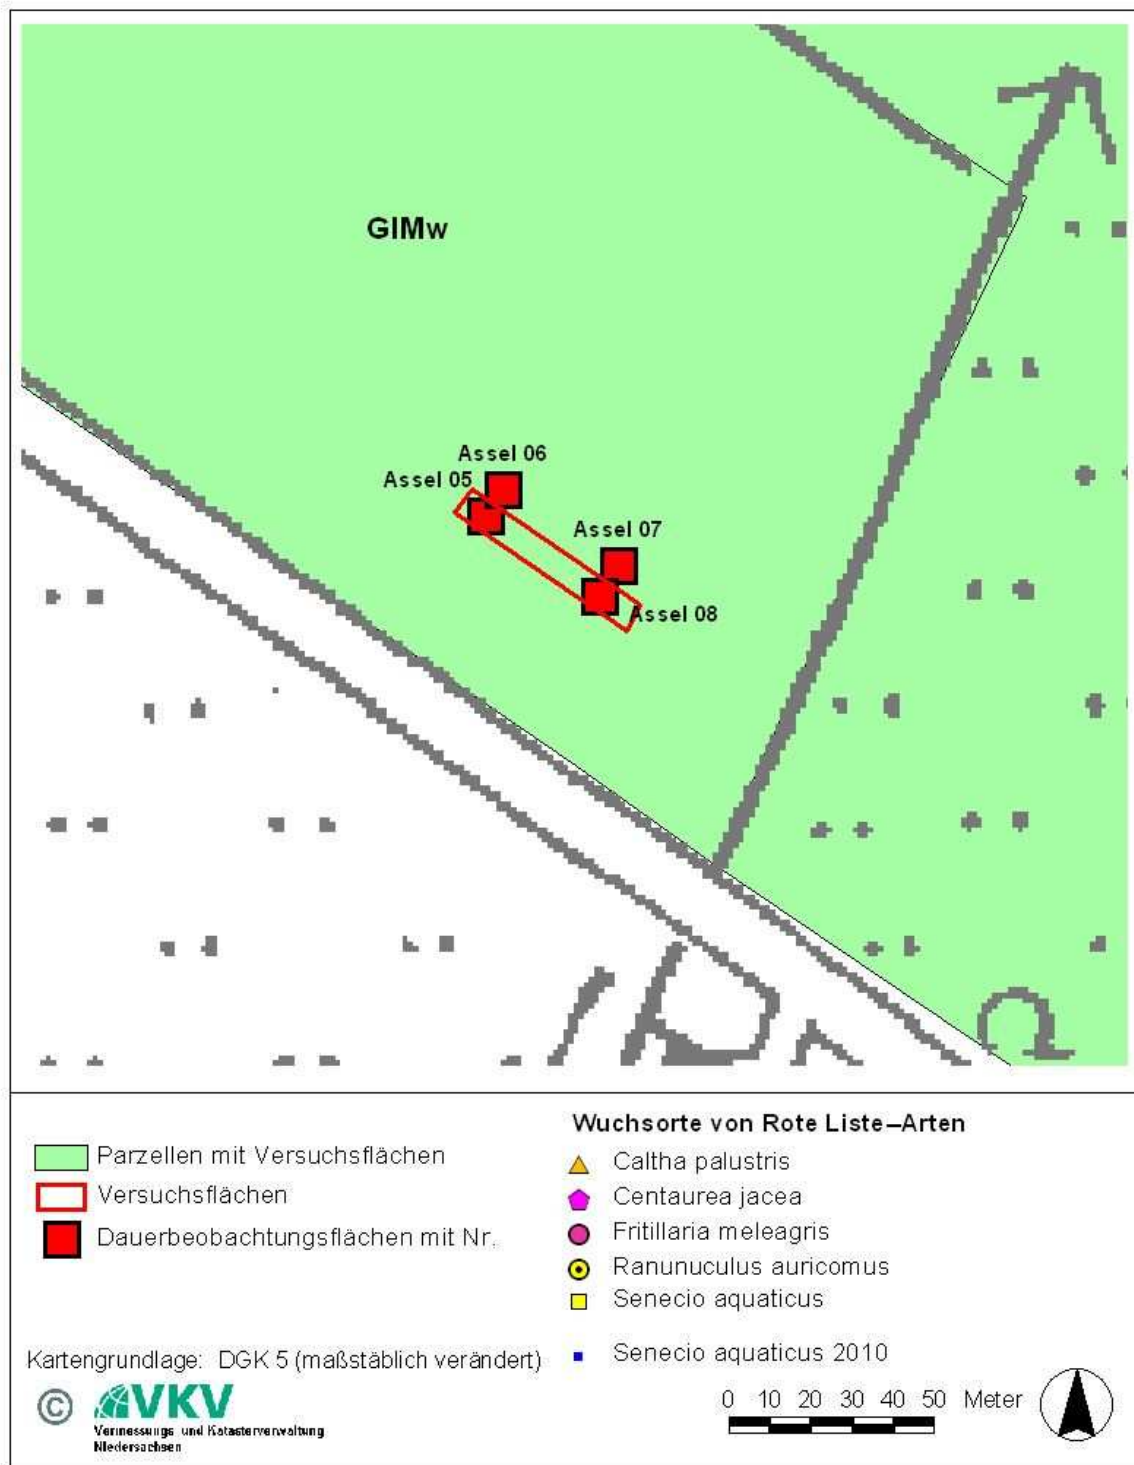 GIMw
Assel 06
Assel 05
Assel 07
Assel 08
Parzellen mit Versuchsflächen
Versuchsflächen
Dauerbeobachtungsflächen mit Nr.
Wuchsorte von Rote Liste–Arten
Caltha palustris
Centaurea jacea
Fritillaria meleagris
Ranunuculus auricomus
Senecio aquaticus
Senecio aquaticus 2010
Kartengrundlage: DGK 5 (maßstäblich verändert)
© VKV
Vermessungs- und Katasterverwaltung
Niedersachsen
0 10 20 30 40 50 Meter